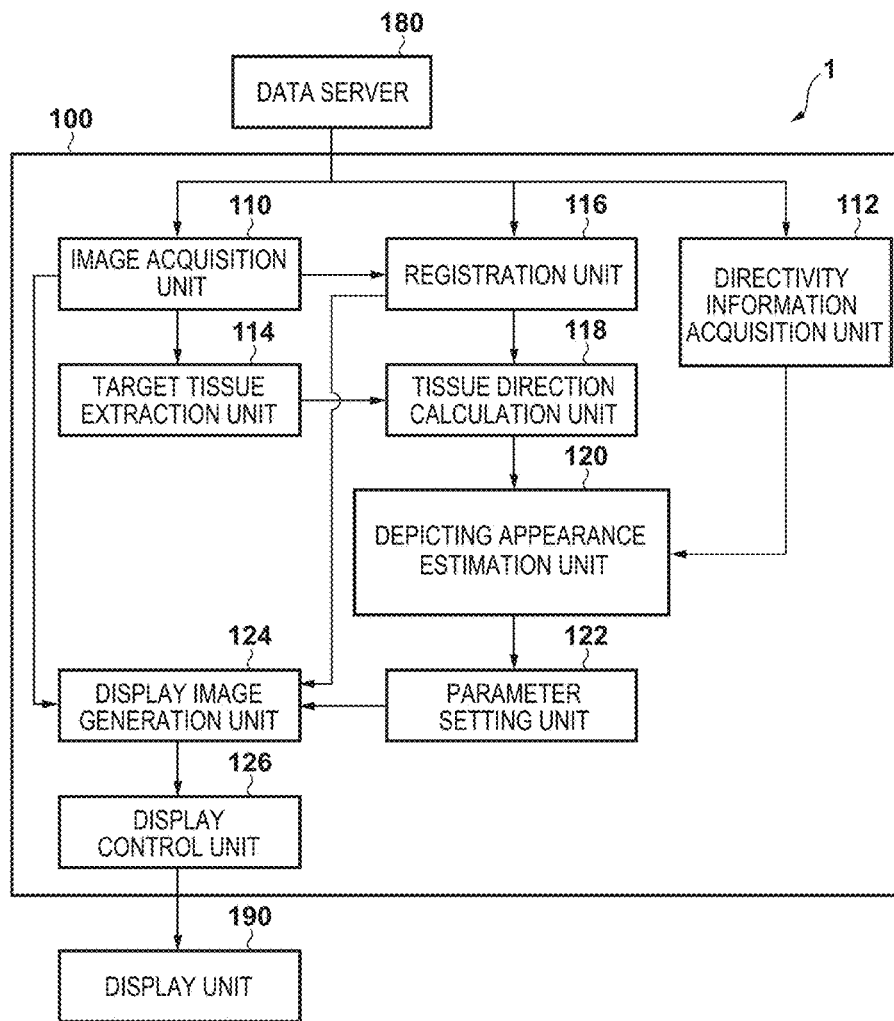 180
DATA SERVER
1
100
110
IMAGE ACQUISITION
UNIT
116
REGISTRATION UNIT
112
DIRECTIVITY
INFORMATION
ACQUISITION UNIT
114
TARGET TISSUE
EXTRACTION UNIT
118
TISSUE DIRECTION
CALCULATION UNIT
120
DEPICTING APPEARANCE
ESTIMATION UNIT
124
DISPLAY IMAGE
GENERATION UNIT
122
PARAMETER
SETTING UNIT
126
DISPLAY
CONTROL UNIT
190
DISPLAY UNIT